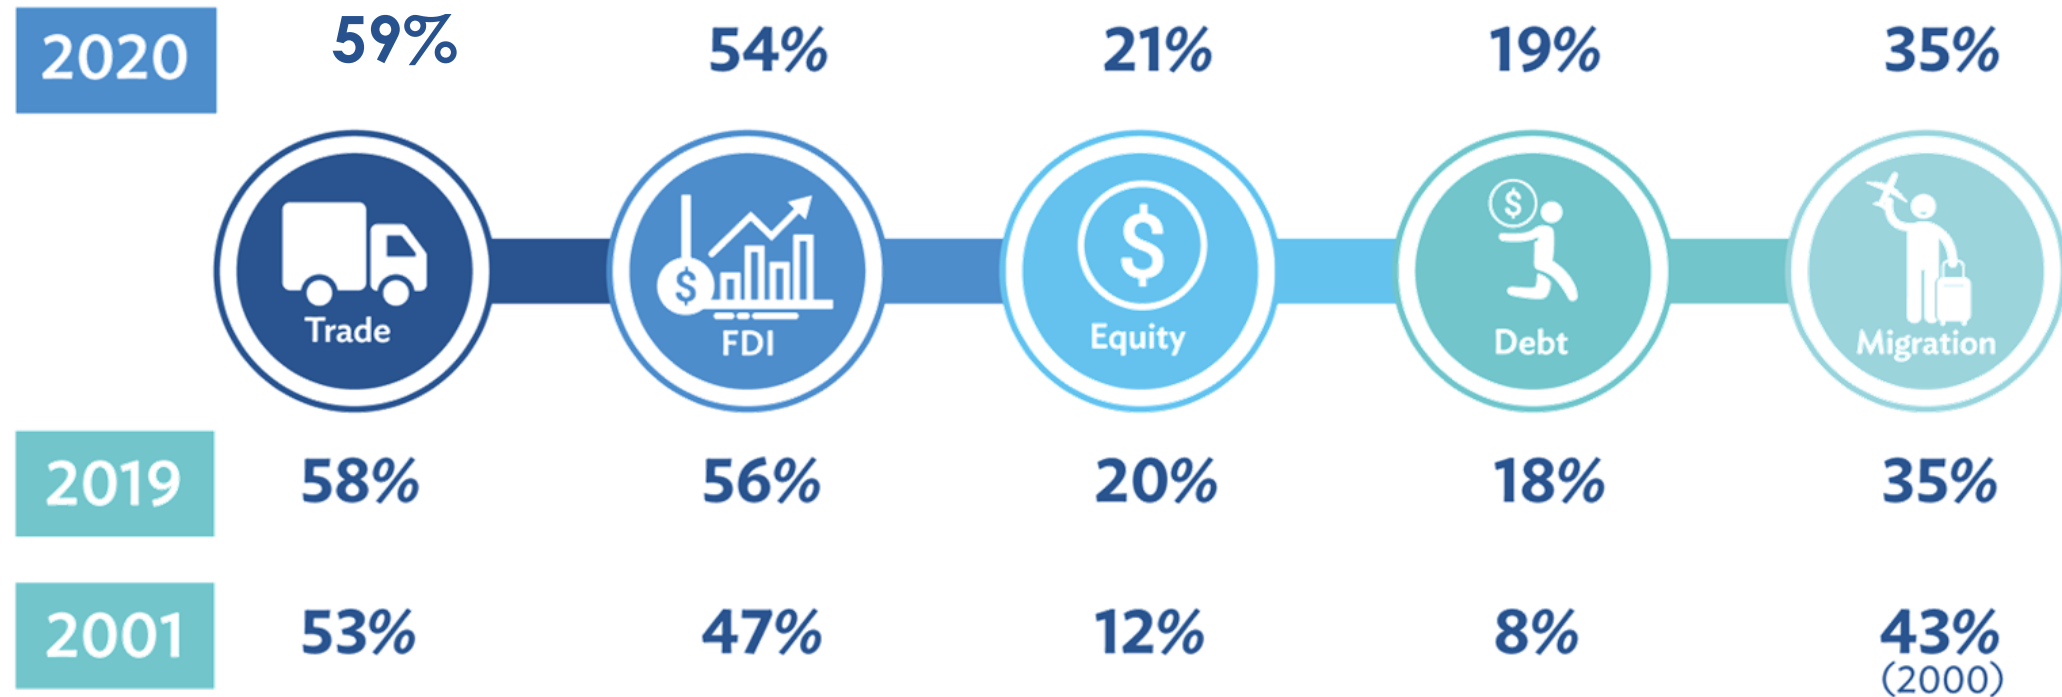 2020 59% 54% 21% 19% 35%
$ $ $
Trade FDI Equity Debt Migration
2019 58% 56% 20% 18% 35%
2001 53% 47% 12% 8% 43%
(2000)